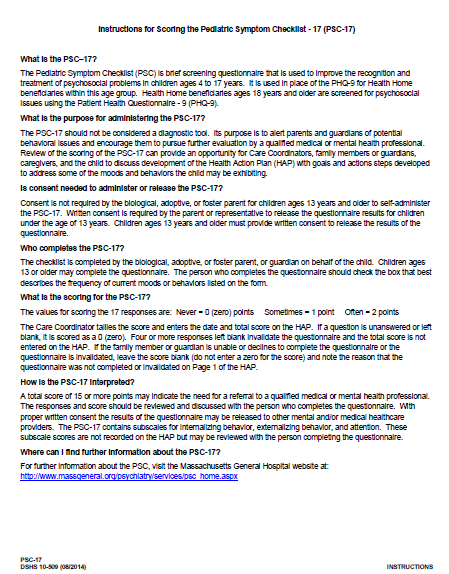 Instructions for Scoring the Pediatric Symptom Checklist - 17 (PSC-17)
What is the PSC–17?
The Pediatric Symptom Checklist (PSC) is brief screening questionnaire that is used to improve the recognition and
treatment of psychosocial problems in children ages 4 to 17 years. It is used in place of the PHQ-9 for Health Home
beneficiaries within this age group. Health Home beneficiaries ages 18 years and older are screened for psychosocial
issues using the Patient Health Questionnaire - 9 (PHQ-9).
What is the purpose for administering the PSC-17?
The PSC-17 should not be considered a diagnostic tool. Its purpose is to alert parents and guardians of potential
behavioral issues and encourage them to pursue further evaluation by a qualified medical or mental health professional.
Review of the scoring of the PSC-17 can provide an opportunity for Care Coordinators, family members or guardians,
caregivers, and the child to discuss development of the Health Action Plan (HAP) with goals and actions steps developed
to address some of the moods and behaviors the child may be exhibiting.
Is consent needed to administer or release the PSC-17?
Consent is not required by the biological, adoptive, or foster parent for children ages 13 years and older to self-administer
the PSC-17. Written consent is required by the parent or representative to release the questionnaire results for children
under the age of 13 years. Children ages 13 years and older must provide written consent to release the results of the
questionnaire.
Who completes the PSC-17?
The checklist is completed by the biological, adoptive, or foster parent, or guardian on behalf of the child. Children ages
13 or older may complete the questionnaire. The person who completes the questionnaire should check the box that best
describes the frequency of current moods or behaviors listed on the form.
What is the scoring for the PSC-17?
The values for scoring the 17 responses are: Never = 0 (zero) points Sometimes = 1 point Often = 2 points
The Care Coordinator tallies the score and enters the date and total score on the HAP. If a question is unanswered or left
blank, it is scored as a 0 (zero). Four or more responses left blank invalidate the questionnaire and the total score is not
entered on the HAP. If the family member or guardian is unable or declines to complete the questionnaire or the
questionnaire is invalidated, leave the score blank (do not enter a zero for the score) and note the reason that the
questionnaire was not completed or invalidated on Page 1 of the HAP.
How is the PSC-17 interpreted?
A total score of 15 or more points may indicate the need for a referral to a qualified medical or mental health professional.
The responses and score should be reviewed and discussed with the person who completes the questionnaire. With
proper written consent the results of the questionnaire may be released to other mental and/or medical healthcare
providers. The PSC-17 contains subscales for internalizing behavior, externalizing behavior, and attention. These
subscale scores are not recorded on the HAP but may be reviewed with the person completing the questionnaire.
Where can I find further information about the PSC-17?
For further information about the PSC, visit the Massachusetts General Hospital website at:
http://www.massgeneral.org/psychiatry/services/psc_home.aspx
PSC-17
DSHS 10-509 (08/2014) INSTRUCTIONS